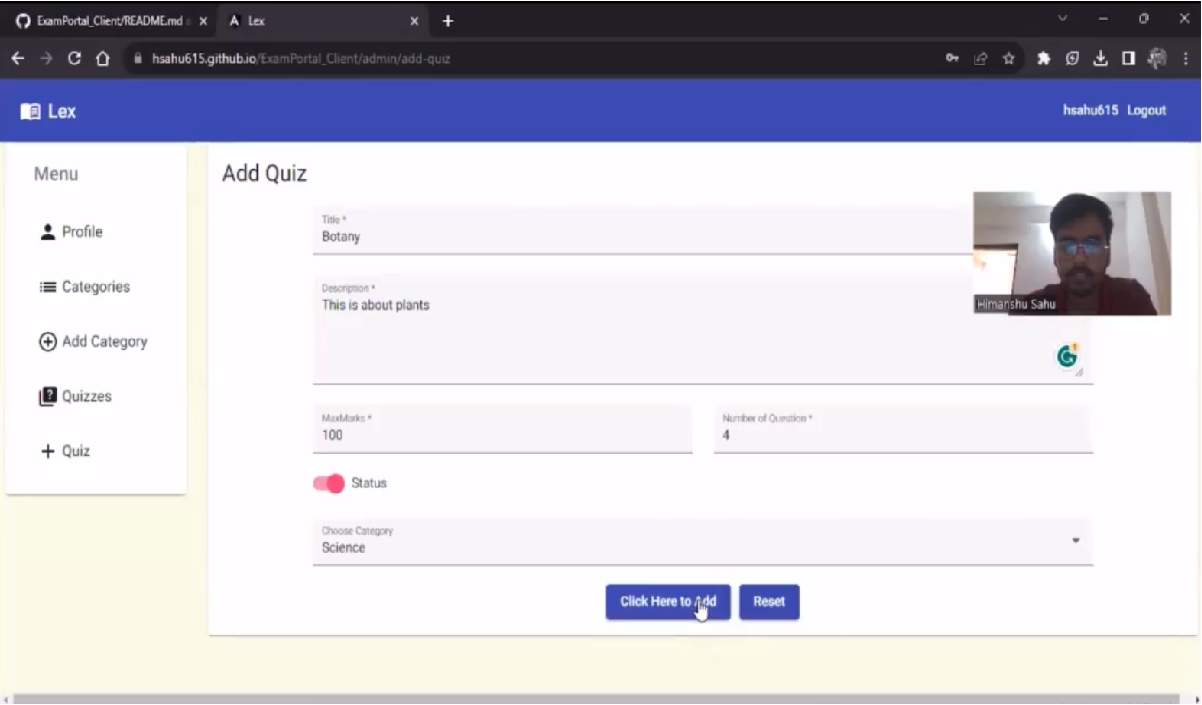 ExamPortal_Client/README.md
Lex
hsahu615.github.io/ExamPortal_Client/admin/add-quiz
Lex
hsahu615 Logout
Menu
Profile
Categories
Add Category
Quizzes
Quiz
Add Quiz
Title *
Botany
Description *
This is about plants
Himanshu Sahu
MaxMarks *
100
Number of Question *
4
Status
Choose Category
Science
Click Here to Add
Reset